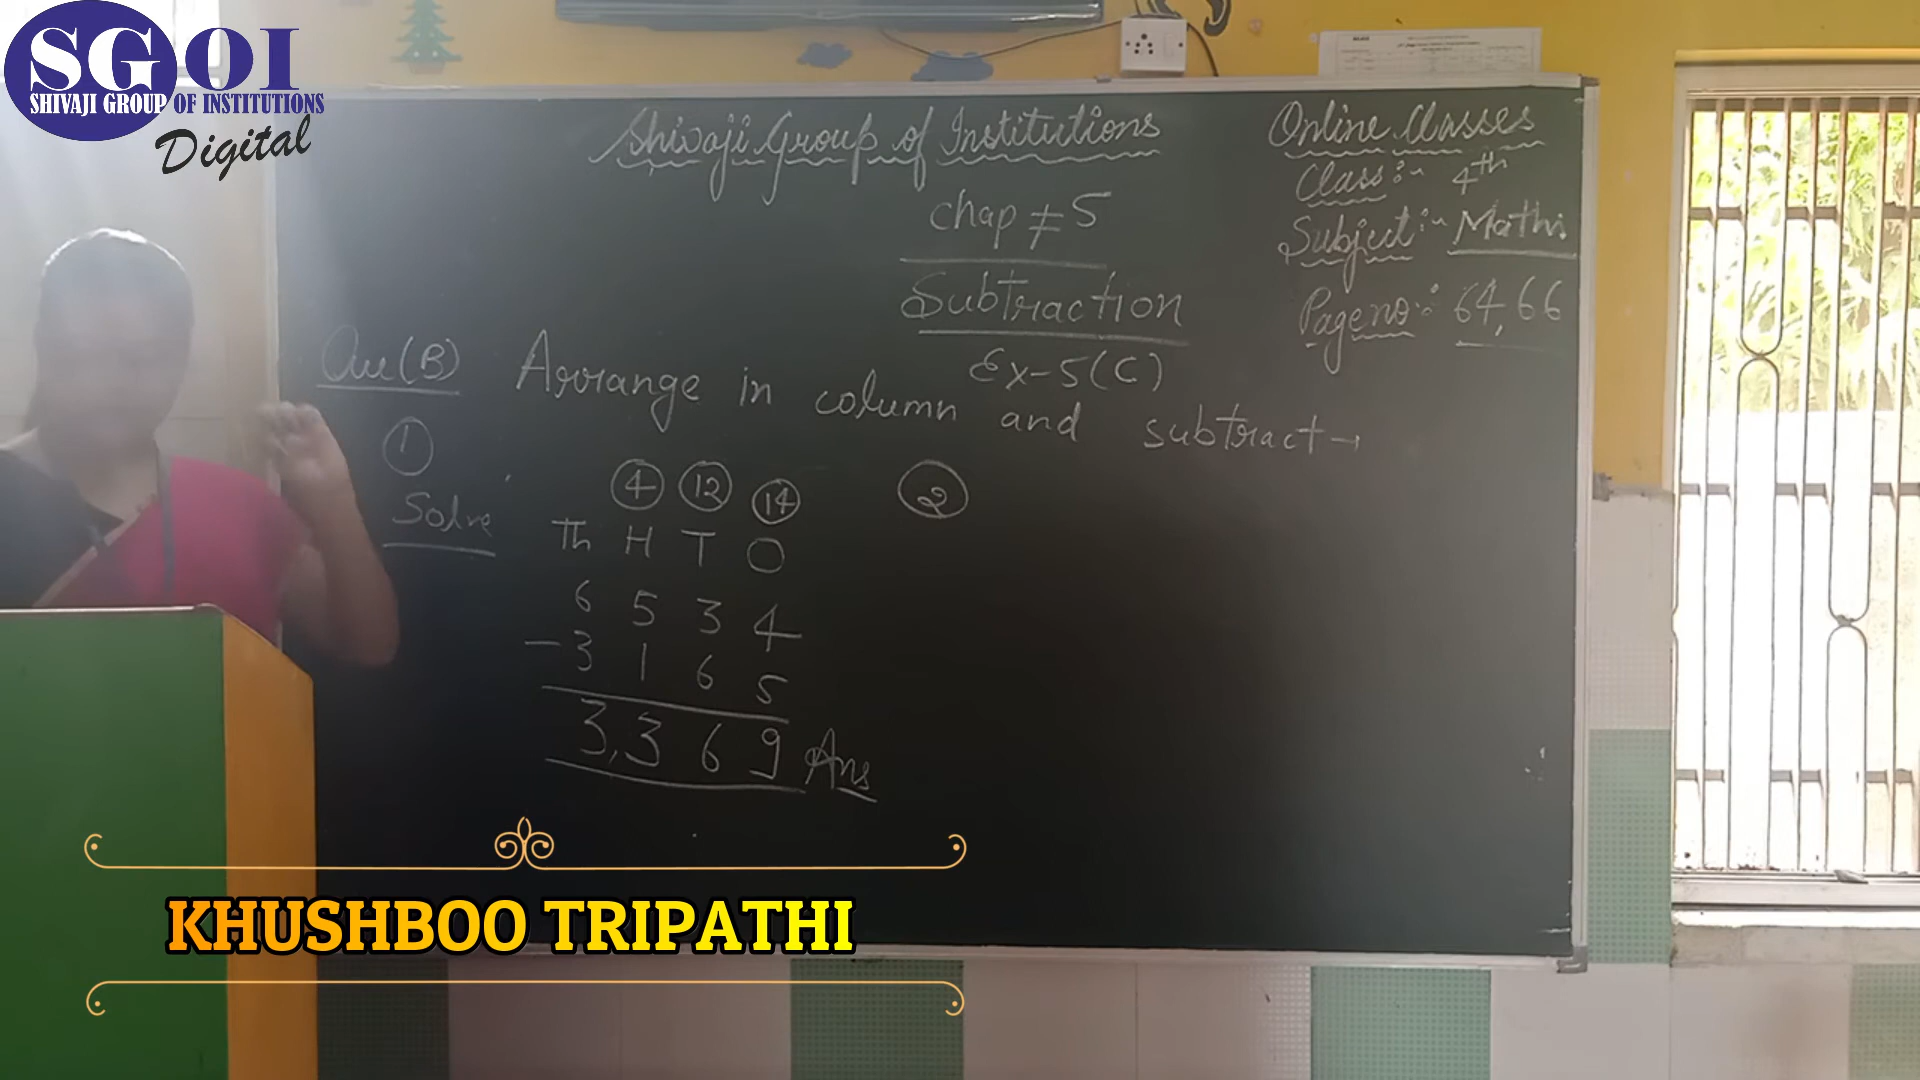 SGOI
SHIVAJI GROUP OF INSTITUTIONS
Digital
Shivaji Group of Institutions
Online Classes
Class:- 4th
Subject:- Maths
Page no:- 64,66
chap ≠ 5
Subtraction
Ex-5(C)
Que(B) Arrange in column and subtract→
① ②
Solve
4 12 14
Th H T O
6 5 3 4
- 3 1 6 5
3,3 6 9 Ans
KHUSHBOO TRIPATHI